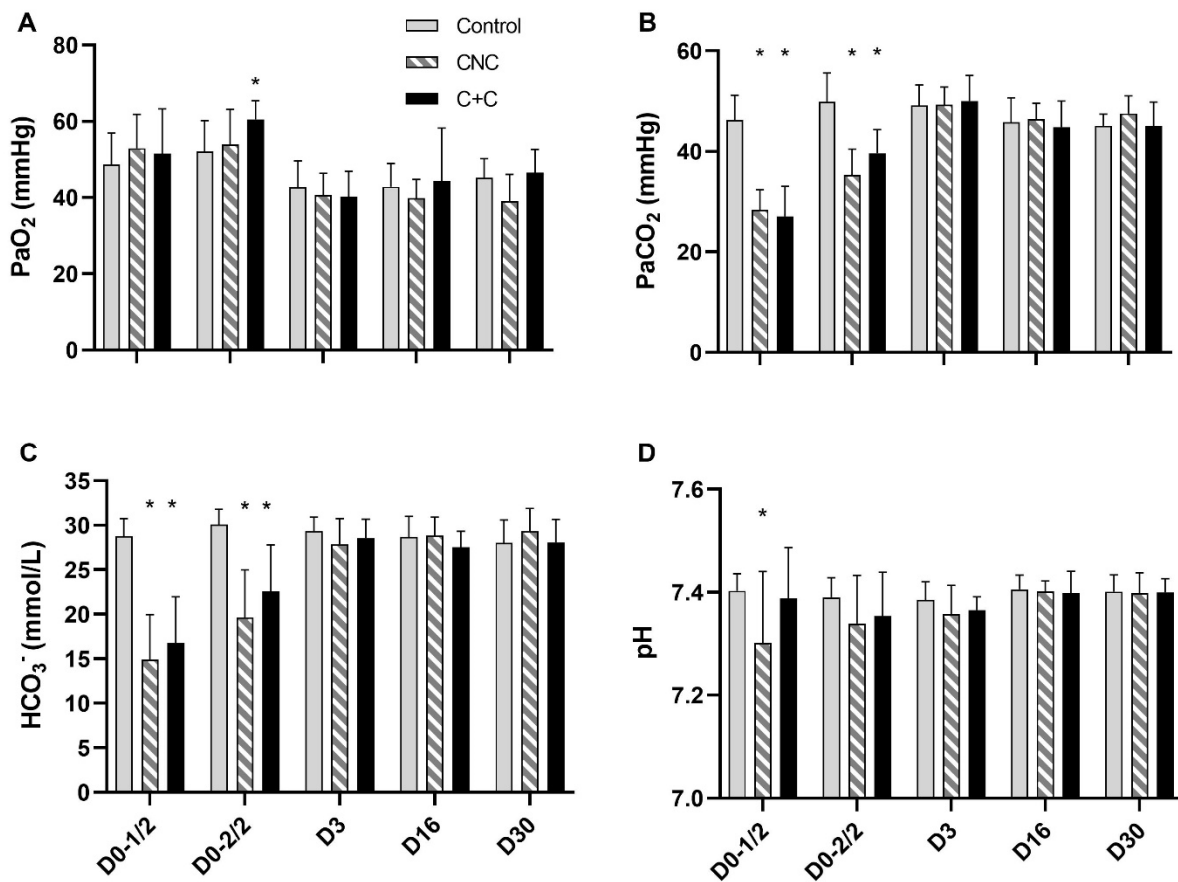 A
80
60
40
20
0
PaO2 (mmHg)
*
Control
CNC
C+C
B
60
40
20
0
PaCO2 (mmHg)
* * * *
C
35
30
25
20
15
10
5
0
HCO3- (mmol/L)
* * * *
D0-1/2 D0-2/2 D3 D16 D30
D
7.6
7.4
7.2
7.0
pH
*
D0-1/2 D0-2/2 D3 D16 D30